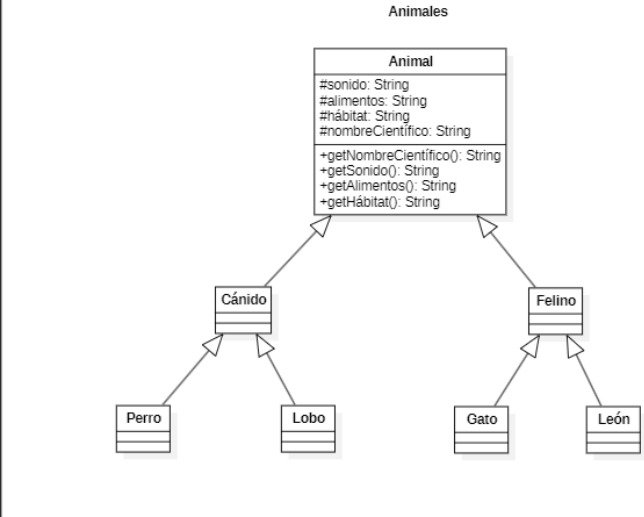 Animales
Animal
#sonido: String
#alimentos: String
#hábitat: String
#nombreCientífico: String
+getNombreCientífico(): String
+getSonido(): String
+getAlimentos(): String
+getHábitat(): String
Cánido
Felino
Perro
Lobo
Gato
León